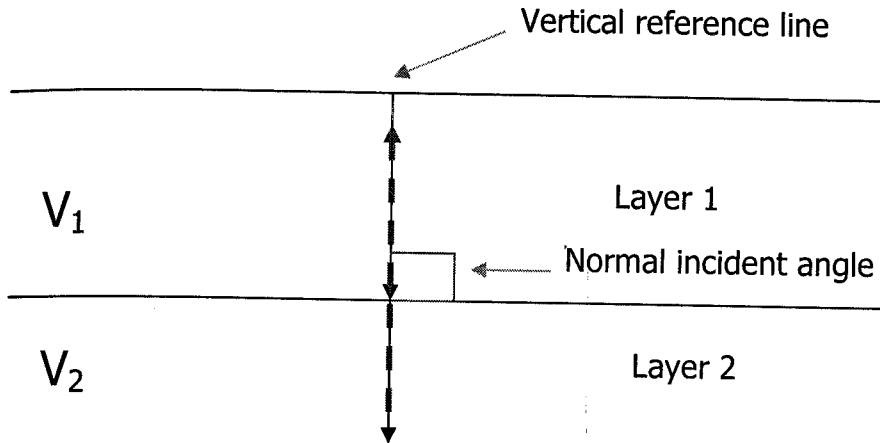 Vertical reference line
V₁
Layer 1
Normal incident angle
V₂
Layer 2